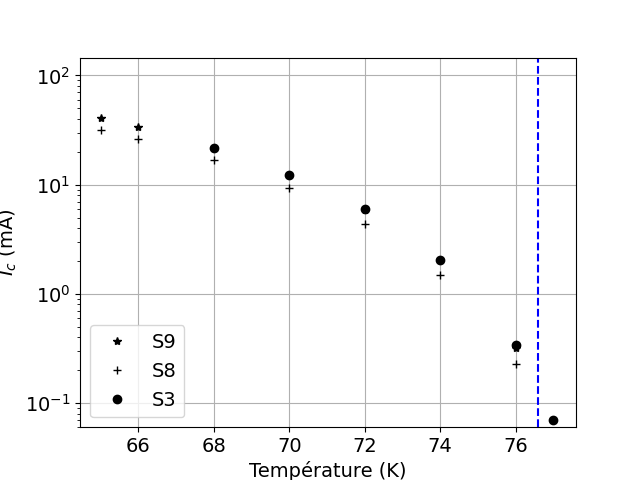 10²
10¹
10⁰
10⁻¹
I_c (mA)
S9
S8
S3
66 68 70 72 74 76
Température (K)